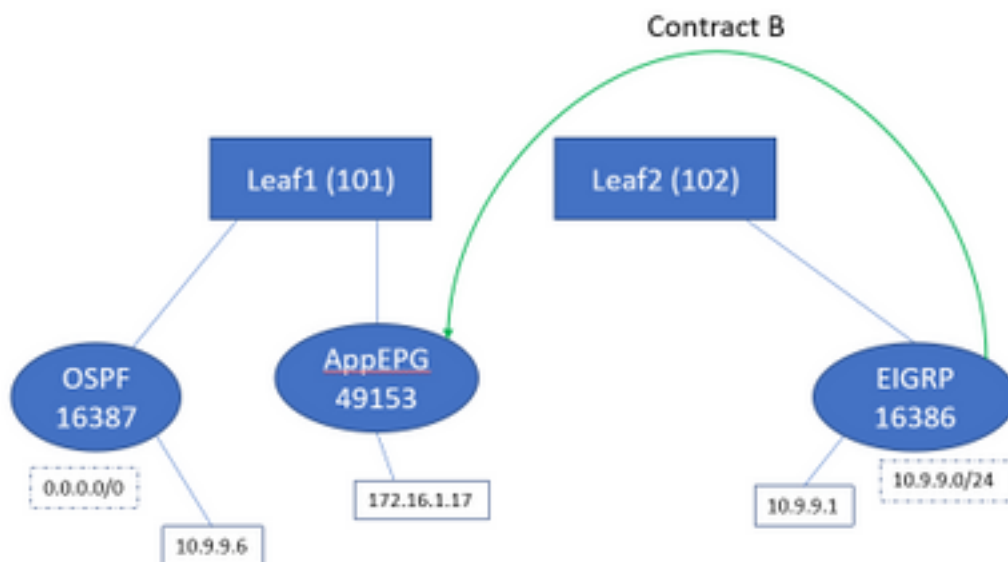 Contract B
Leaf1 (101)
Leaf2 (102)
OSPF
16387
AppEPG
49153
EIGRP
16386
0.0.0.0/0
172.16.1.17
10.9.9.0/24
10.9.9.1
10.9.9.6